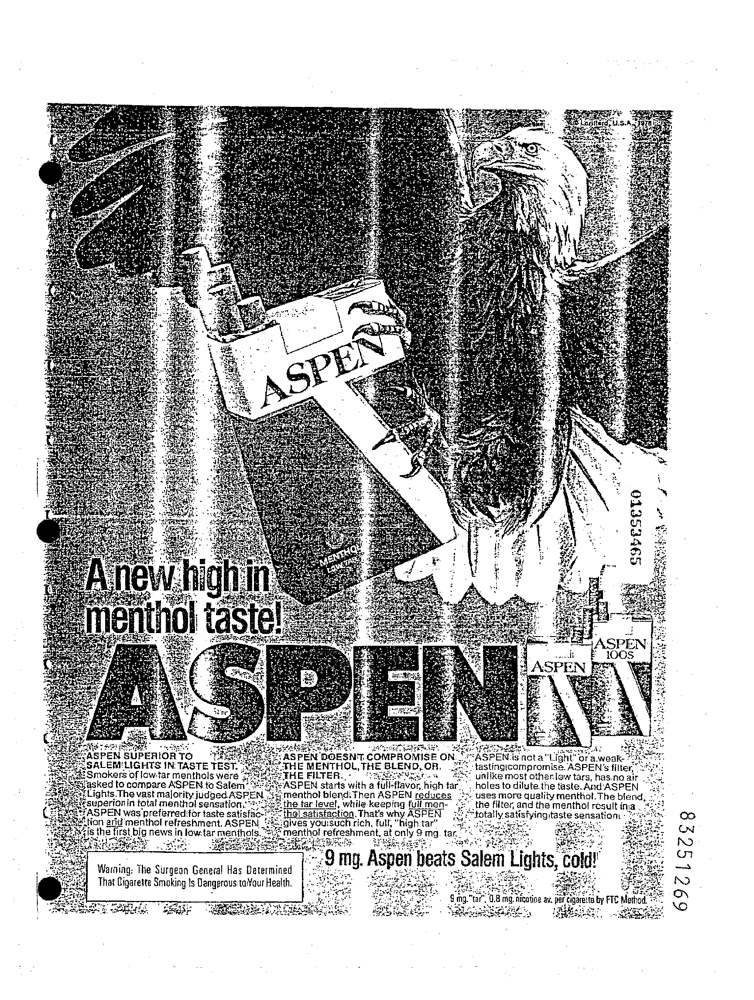 © Lorillard, U.S.A., 1978
ASPEN
MENTHOL
01353465
A new high in
menthol taste!
ASPEN
ASPEN
ASPEN
100S
ASPEN SUPERIOR TO
SALEM LIGHTS IN TASTE TEST.
Smokers of low-tar menthols were
asked to compare ASPEN to Salem
Lights. The vast majority judged ASPEN
superior in total menthol sensation.
ASPEN was preferred for taste satisfac-
tion and menthol refreshment. ASPEN
is the first big news in low tar menthols.
ASPEN DOESN'T COMPROMISE ON
THE MENTHOL, THE BLEND, OR
THE FILTER.
ASPEN starts with a full-flavor, high tar
menthol blend. Then ASPEN reduces
the tar level, while keeping full men-
thol satisfaction. That's why ASPEN
gives you such rich, full, "high tar"
menthol refreshment, at only 9 mg. tar.
ASPEN is not a "Light" or a weak-
tasting compromise. ASPEN's filter,
unlike most other low tars, has no air
holes to dilute the taste. And ASPEN
uses more quality menthol. The blend,
the filter, and the menthol result in a
totally satisfying taste sensation.
9 mg. Aspen beats Salem Lights, cold!
Warning: The Surgeon General Has Determined
That Cigarette Smoking Is Dangerous to Your Health.
9 mg. "tar", 0.8 mg. nicotine av. per cigarette by FTC Method.
83251269